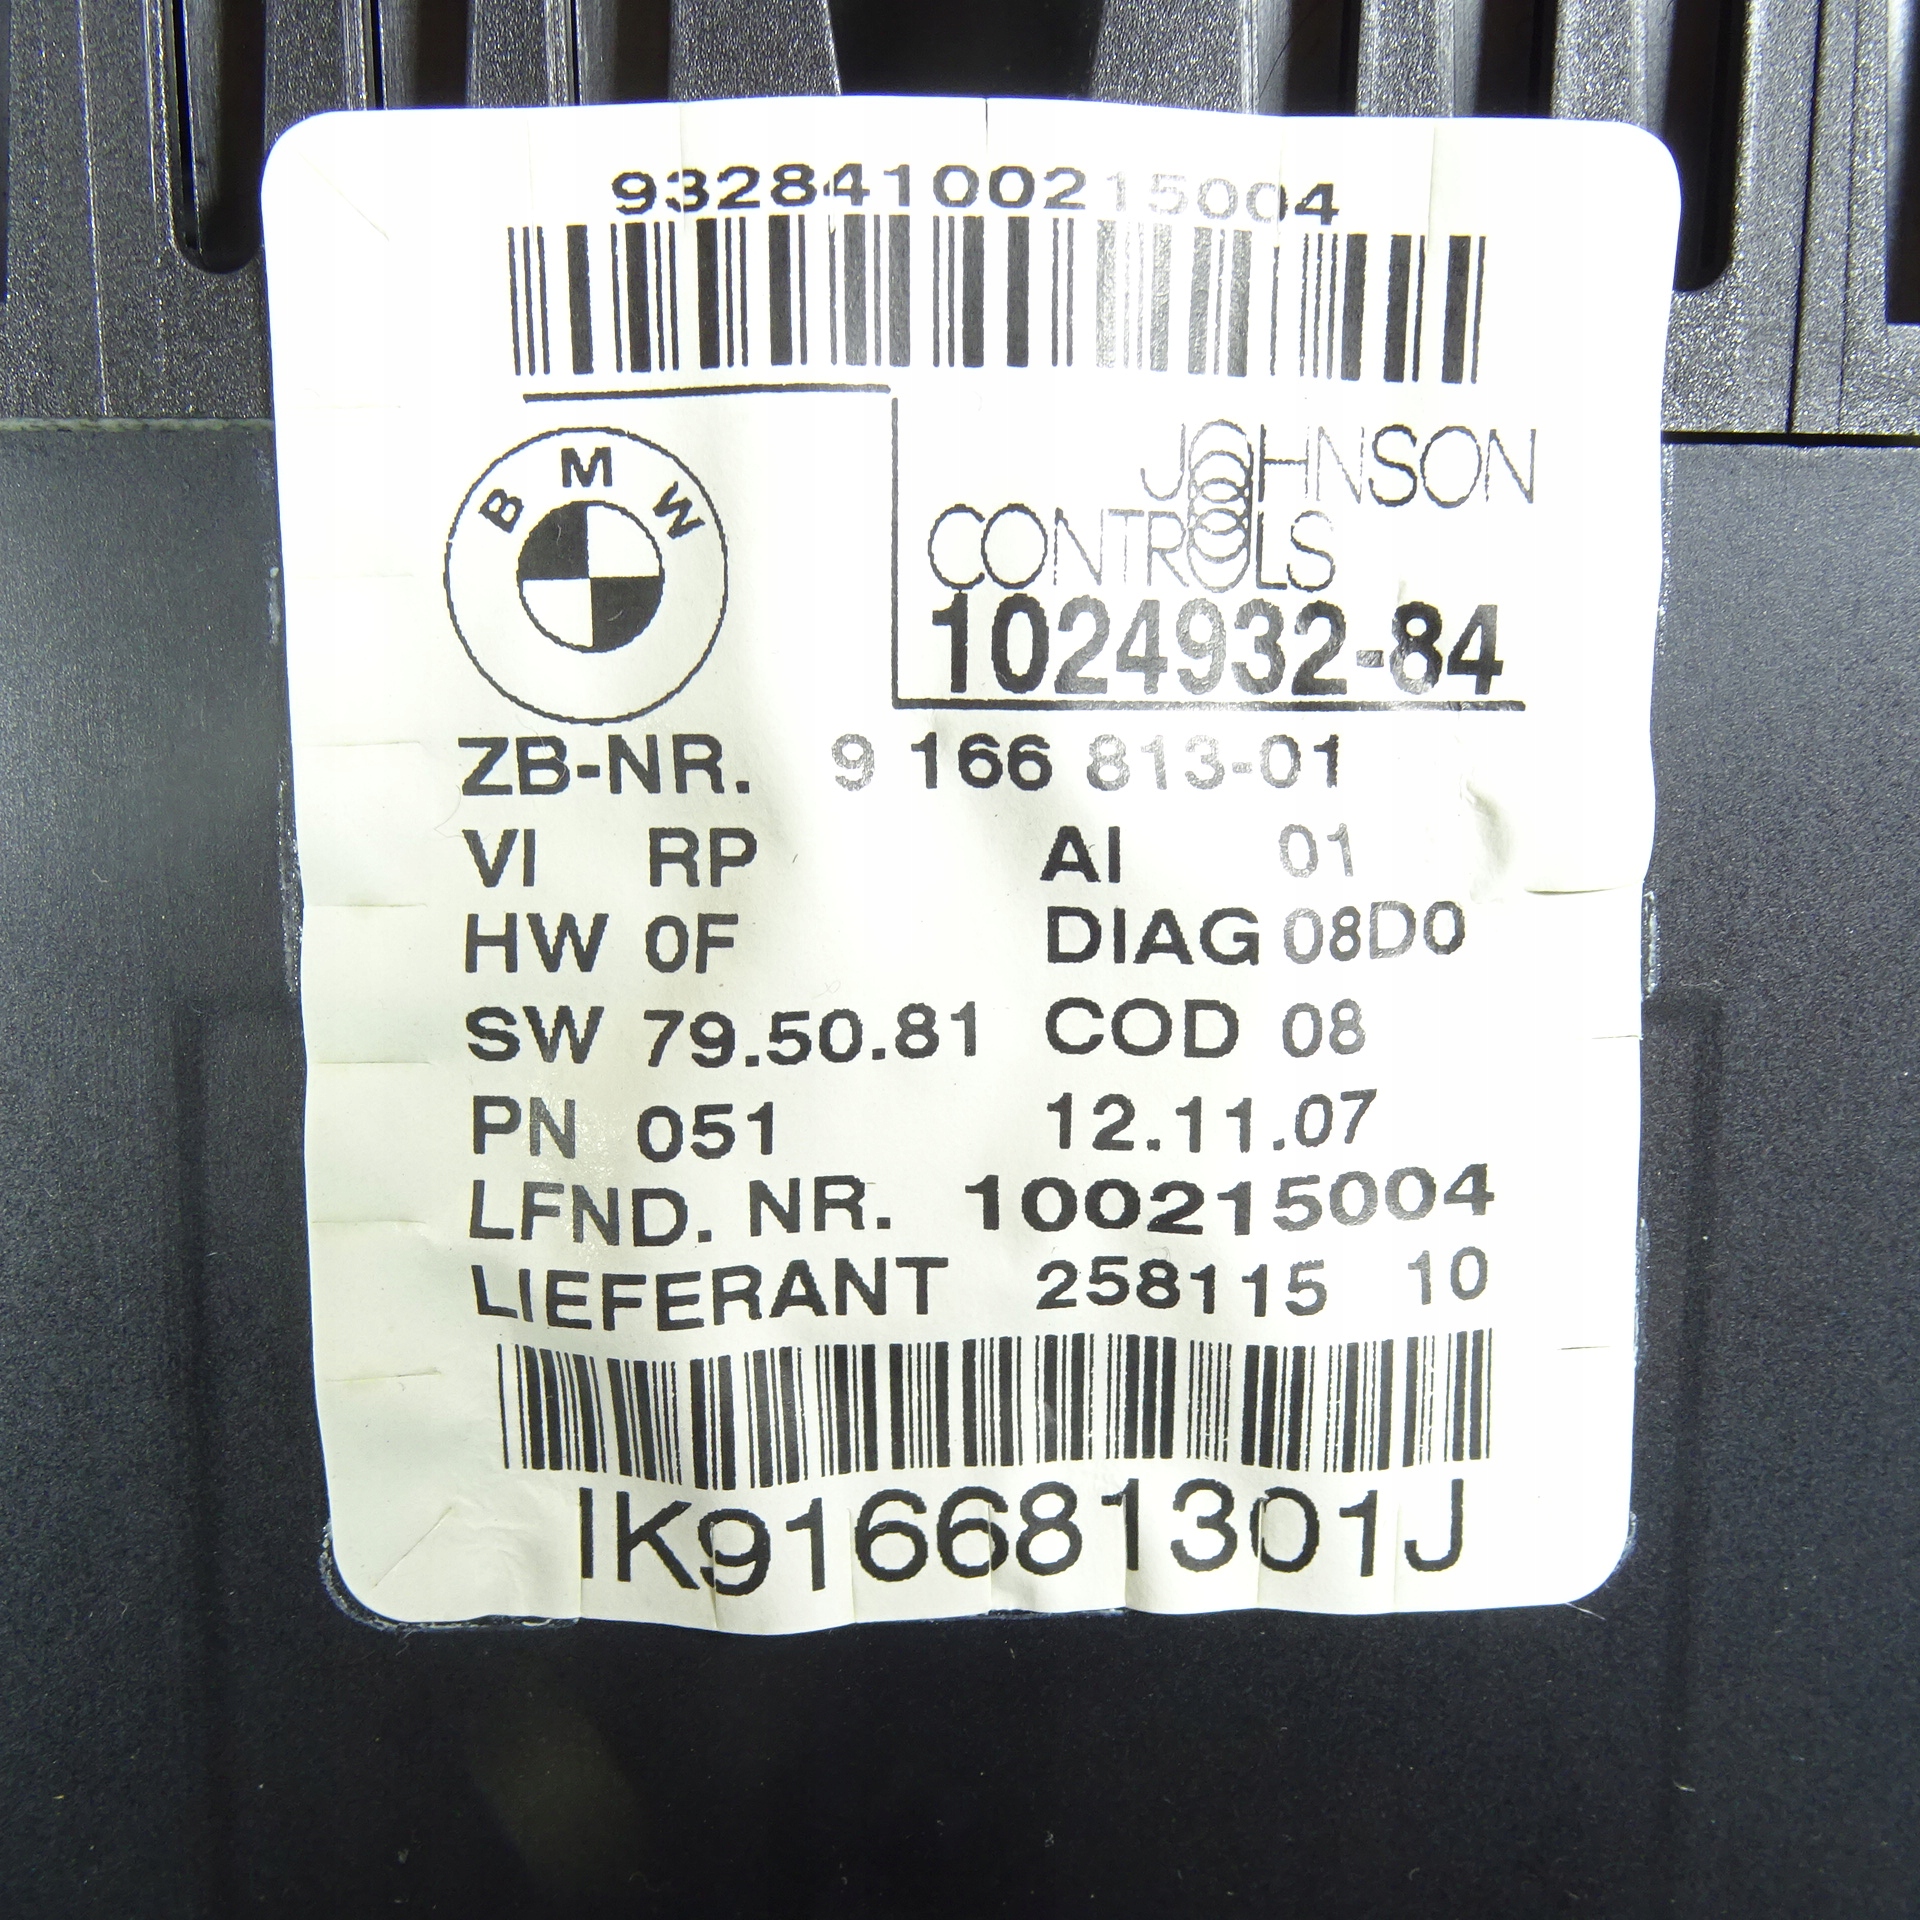 93284100215004
BMW
JOHNSON
CONTROLS
1024932-84
ZB-NR. 9 166 813-01
VI RP AI 01
HW 0F DIAG 08D0
SW 79.50.81 COD 08
PN 051 12.11.07
LFND. NR. 100215004
LIEFERANT 258115 10
IK916681301J